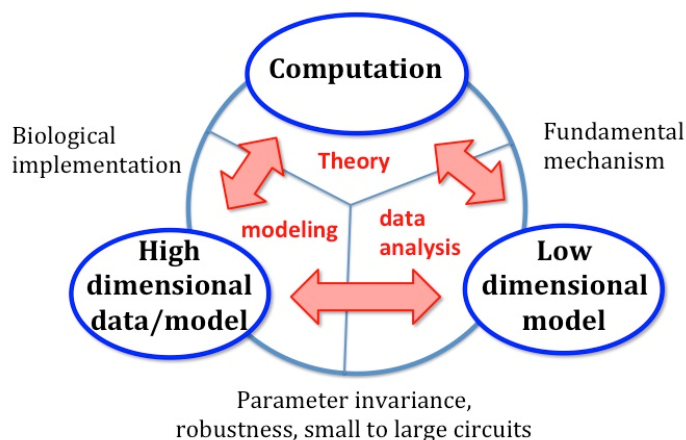 Computation
Biological
implementation
Fundamental
mechanism
Theory
modeling
data
analysis
High
dimensional
data/model
Low
dimensional
model
Parameter invariance,
robustness, small to large circuits